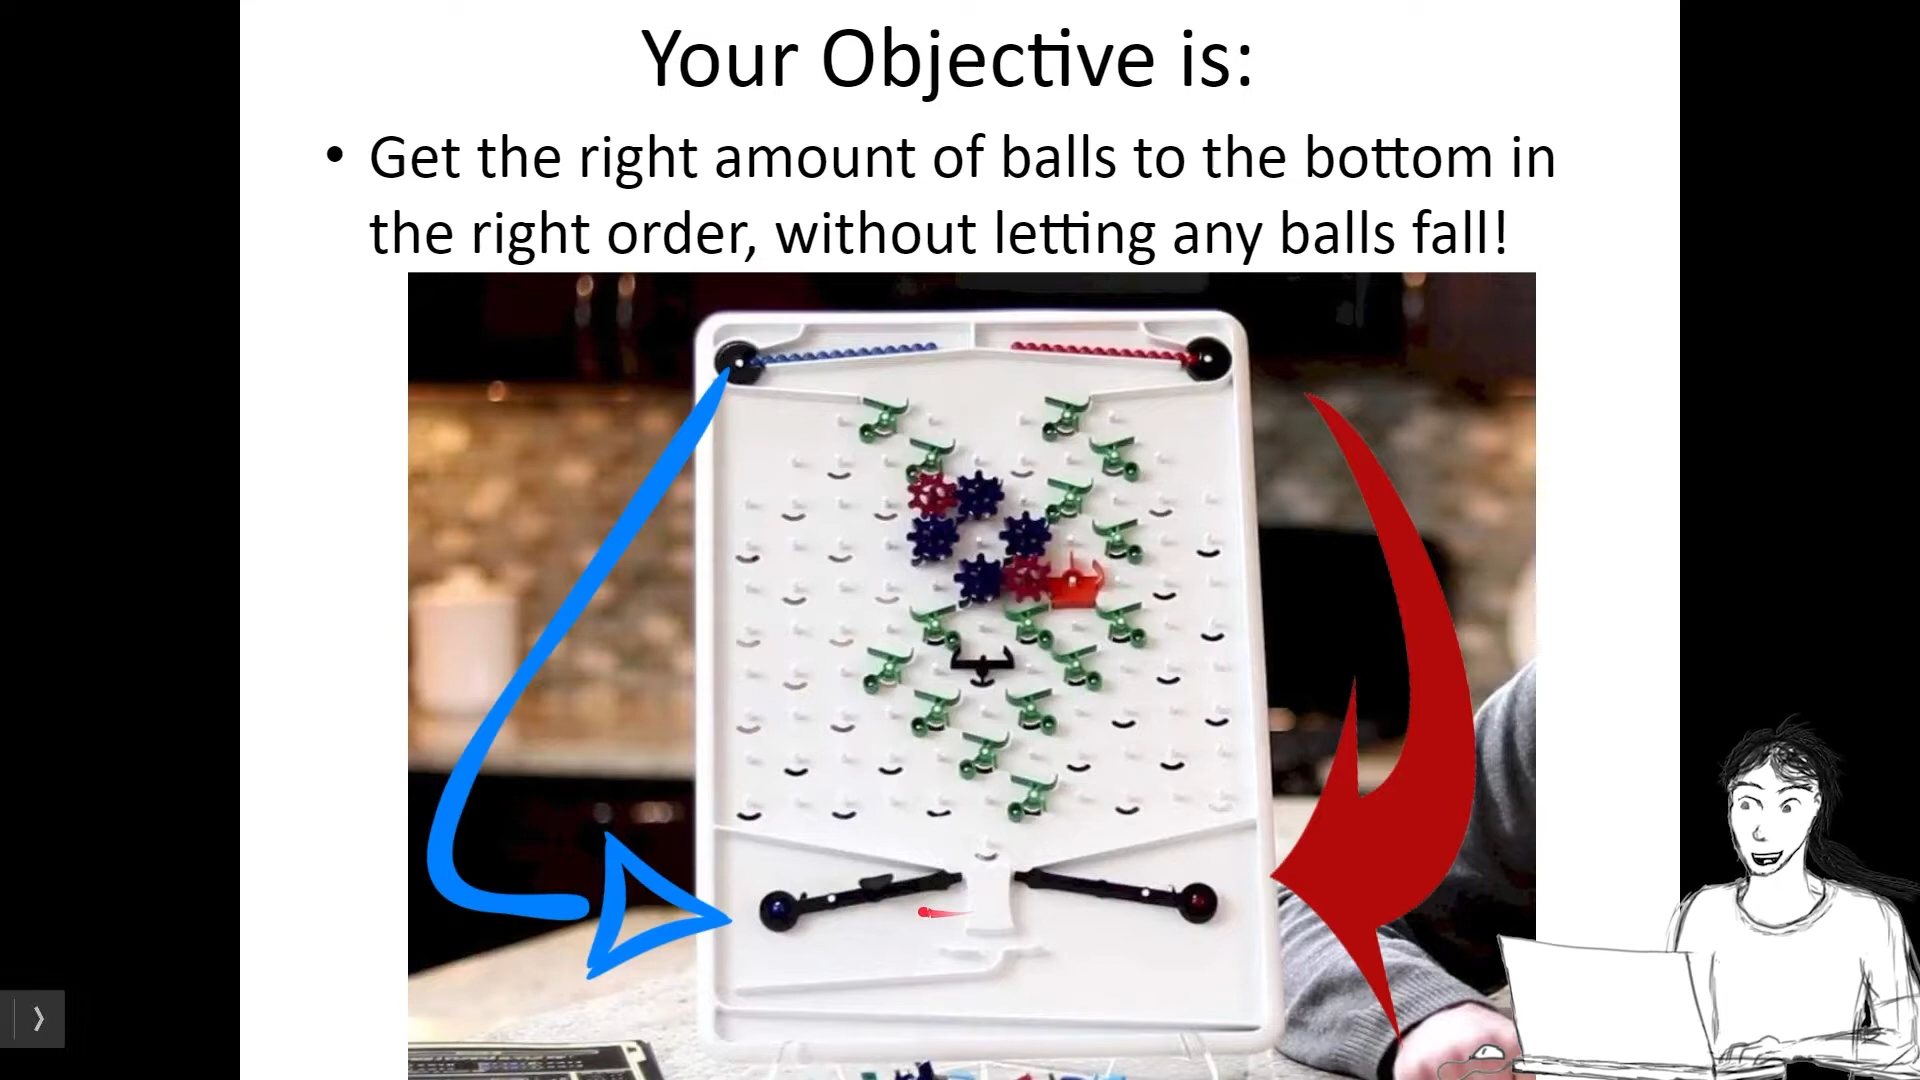 Your Objective is:
• Get the right amount of balls to the bottom in
the right order, without letting any balls fall!